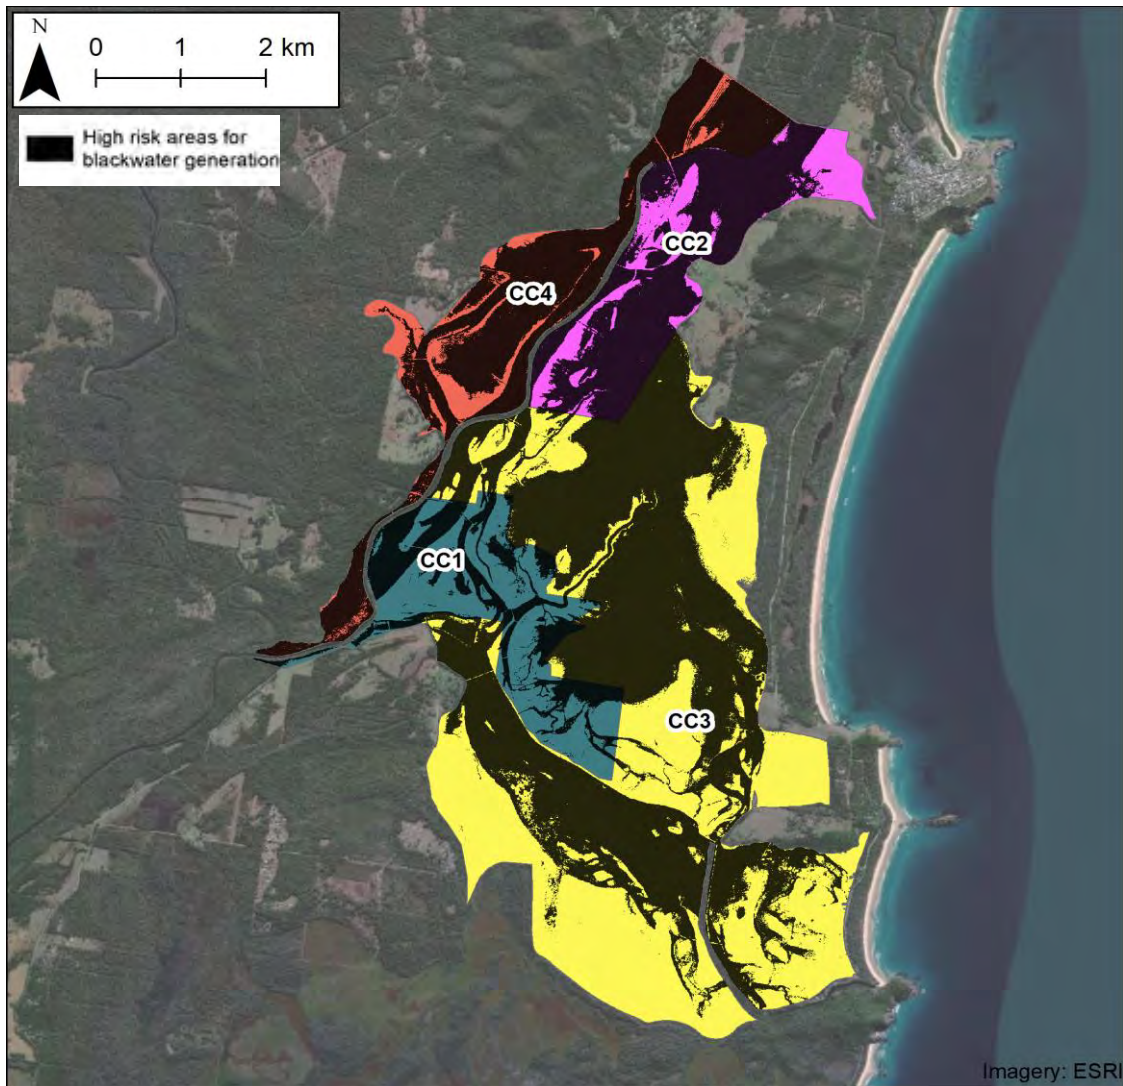 N
0 1 2 km
High risk areas for
blackwater generation
CC2
CC4
CC1
CC3
Imagery: ESRI